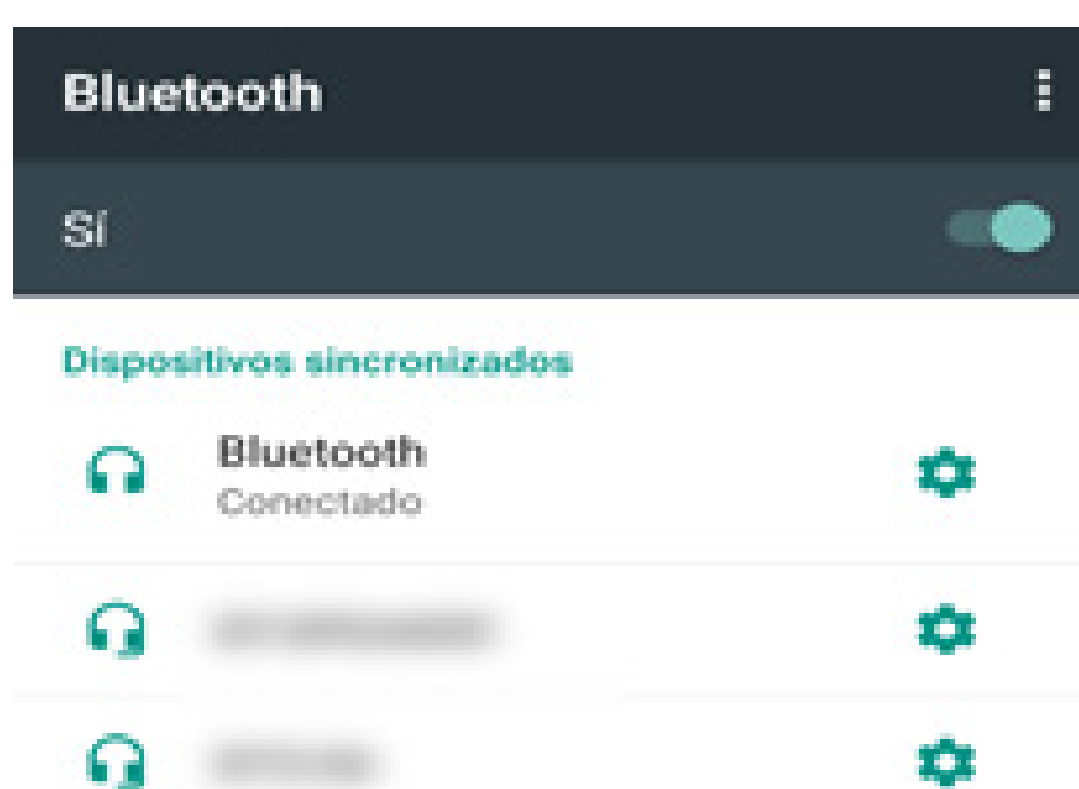 Bluetooth
Sí
Dispositivos sincronizados
Bluetooth
Conectado